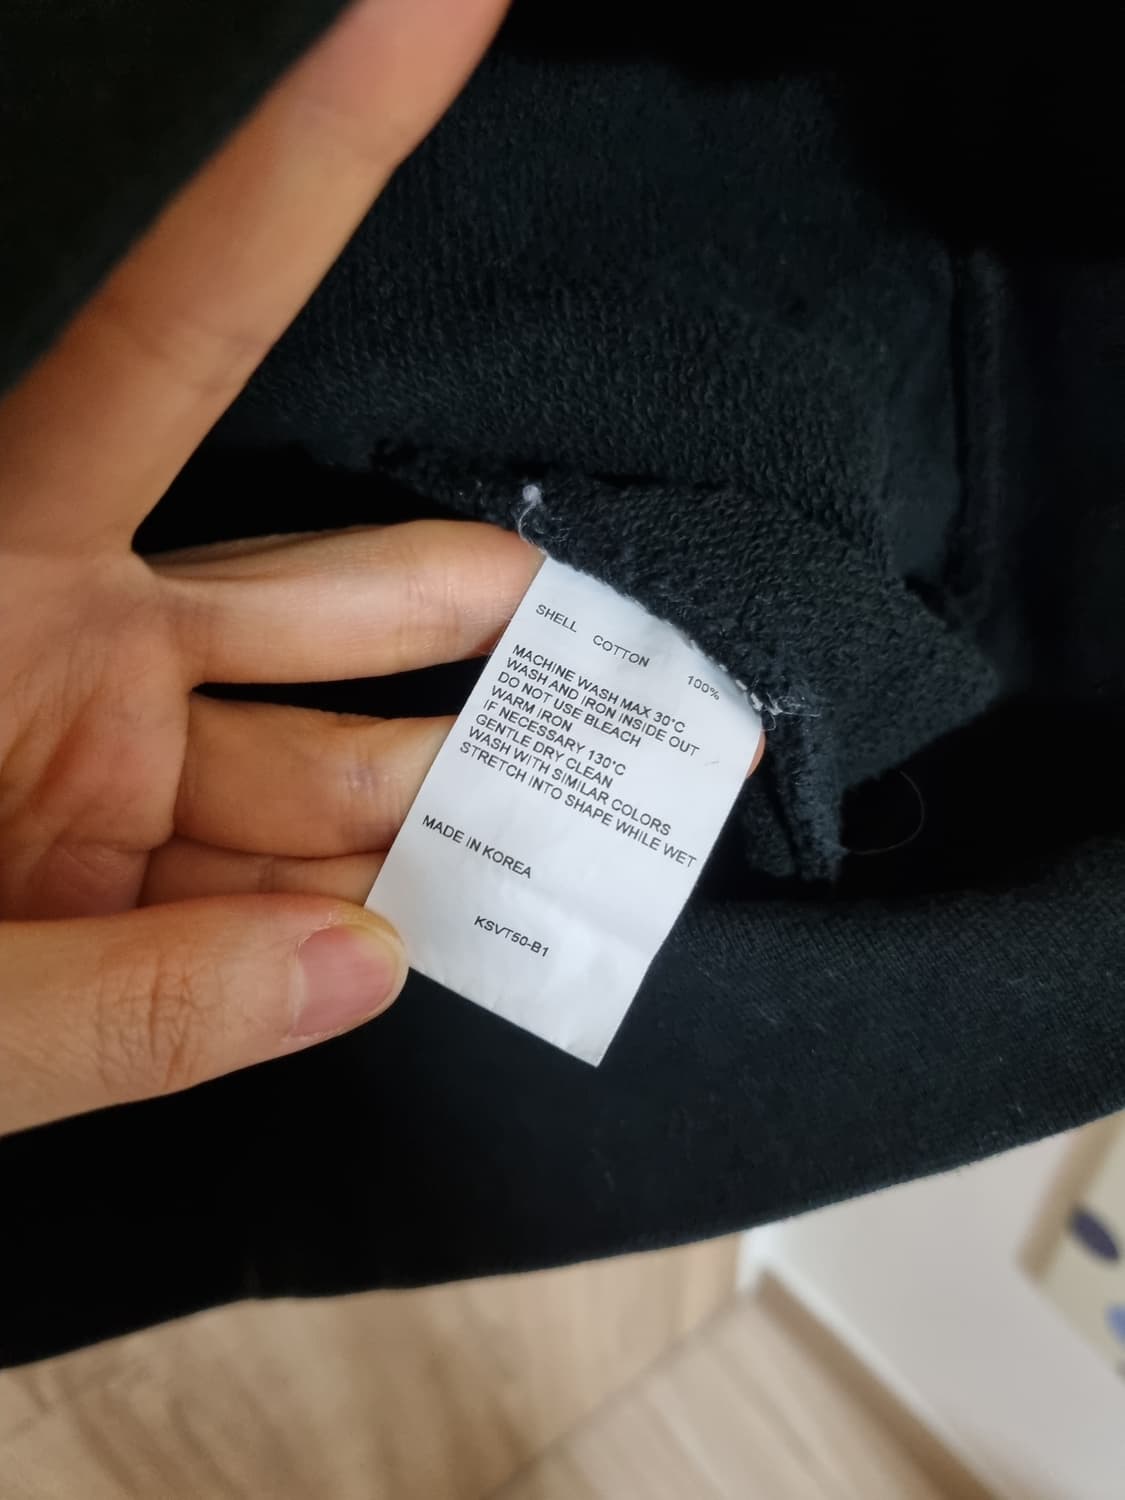 SHELL COTTON 100%
MACHINE WASH MAX 30°C
WASH AND IRON INSIDE OUT
DO NOT USE BLEACH
WARM IRON
IF NECESSARY 130°C
GENTLE DRY CLEAN
WASH WITH SIMILAR COLORS
STRETCH INTO SHAPE WHILE WET
MADE IN KOREA
KSVT50-B1